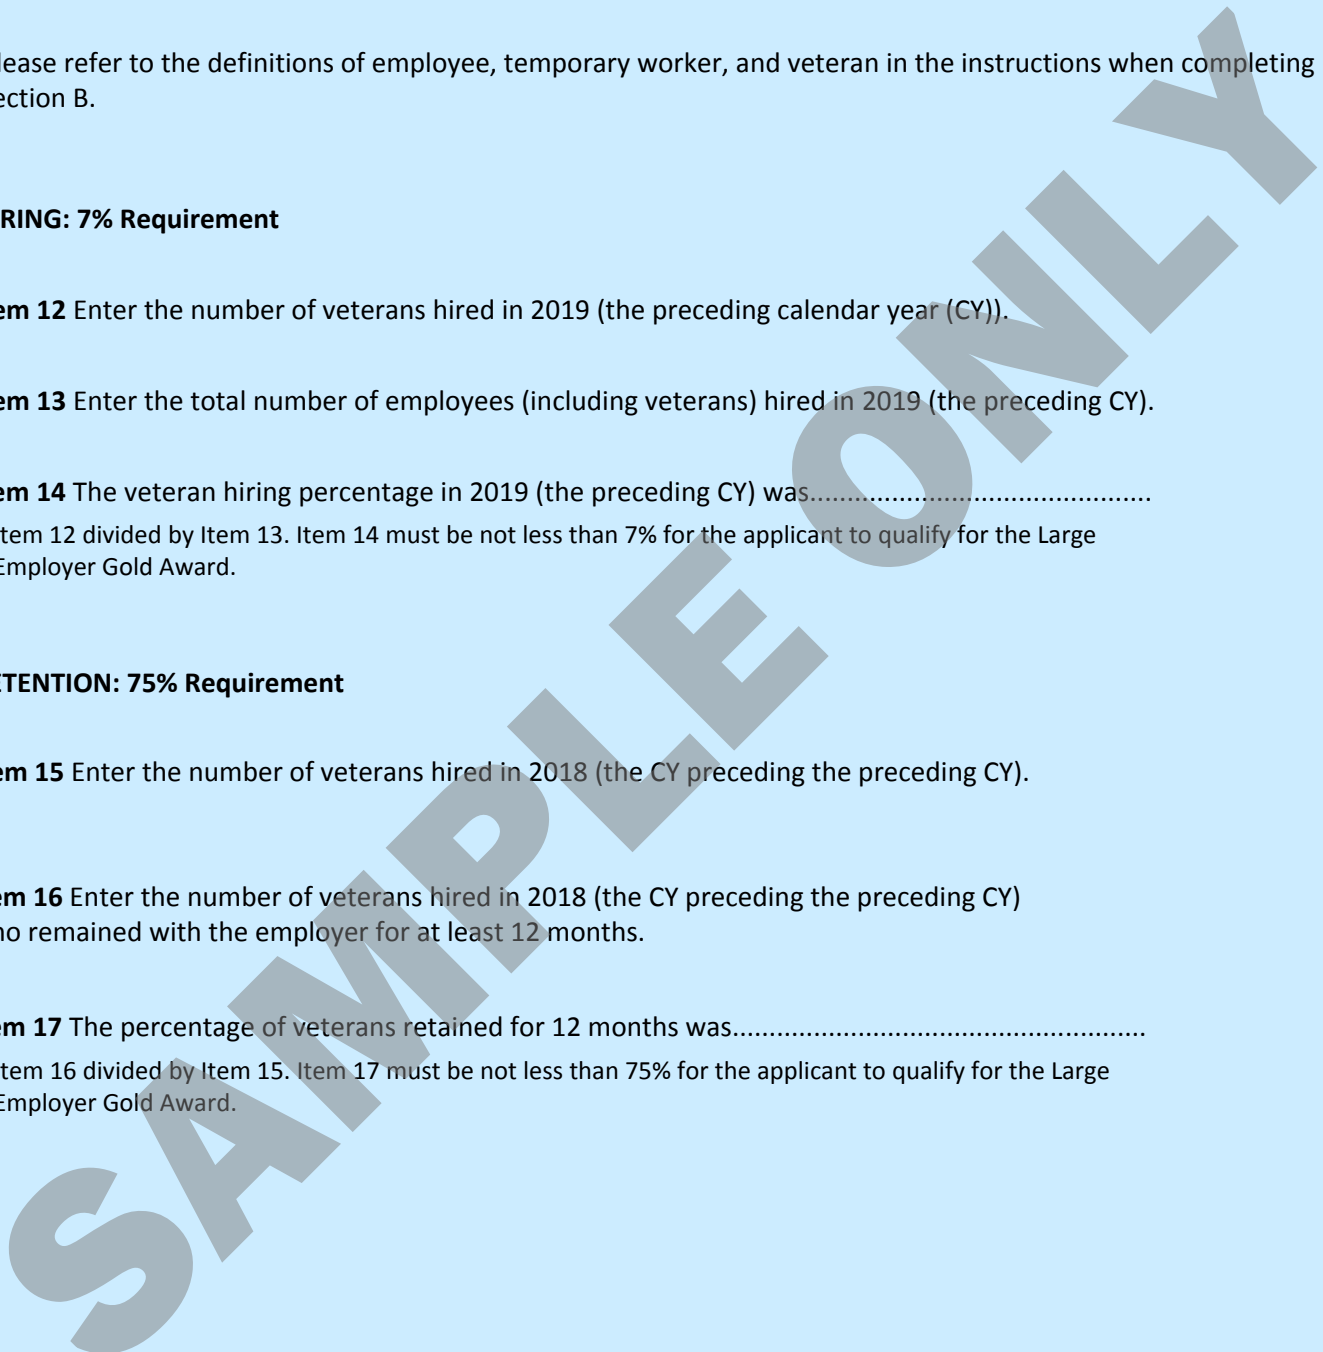 lease refer to the definitions of employee, temporary worker, and veteran in the instructions when completing
ection B.
RING: 7% Requirement
em 12 Enter the number of veterans hired in 2019 (the preceding calendar year (CY)).
em 13 Enter the total number of employees (including veterans) hired in 2019 (the preceding CY).
em 14 The veteran hiring percentage in 2019 (the preceding CY) was..............................................
tem 12 divided by Item 13. Item 14 must be not less than 7% for the applicant to qualify for the Large
Employer Gold Award.
ETENTION: 75% Requirement
em 15 Enter the number of veterans hired in 2018 (the CY preceding the preceding CY).
em 16 Enter the number of veterans hired in 2018 (the CY preceding the preceding CY)
ho remained with the employer for at least 12 months.
em 17 The percentage of veterans retained for 12 months was........................................................
tem 16 divided by Item 15. Item 17 must be not less than 75% for the applicant to qualify for the Large
Employer Gold Award.
SAMPLE ONLY